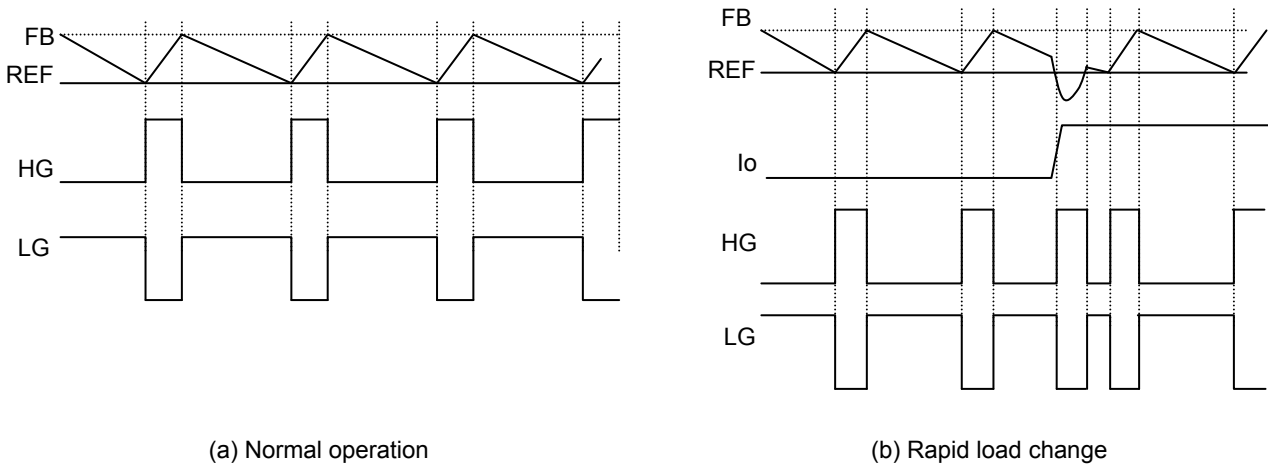 FB
REF
HG
LG
(a) Normal operation
FB
REF
Io
HG
LG
(b) Rapid load change